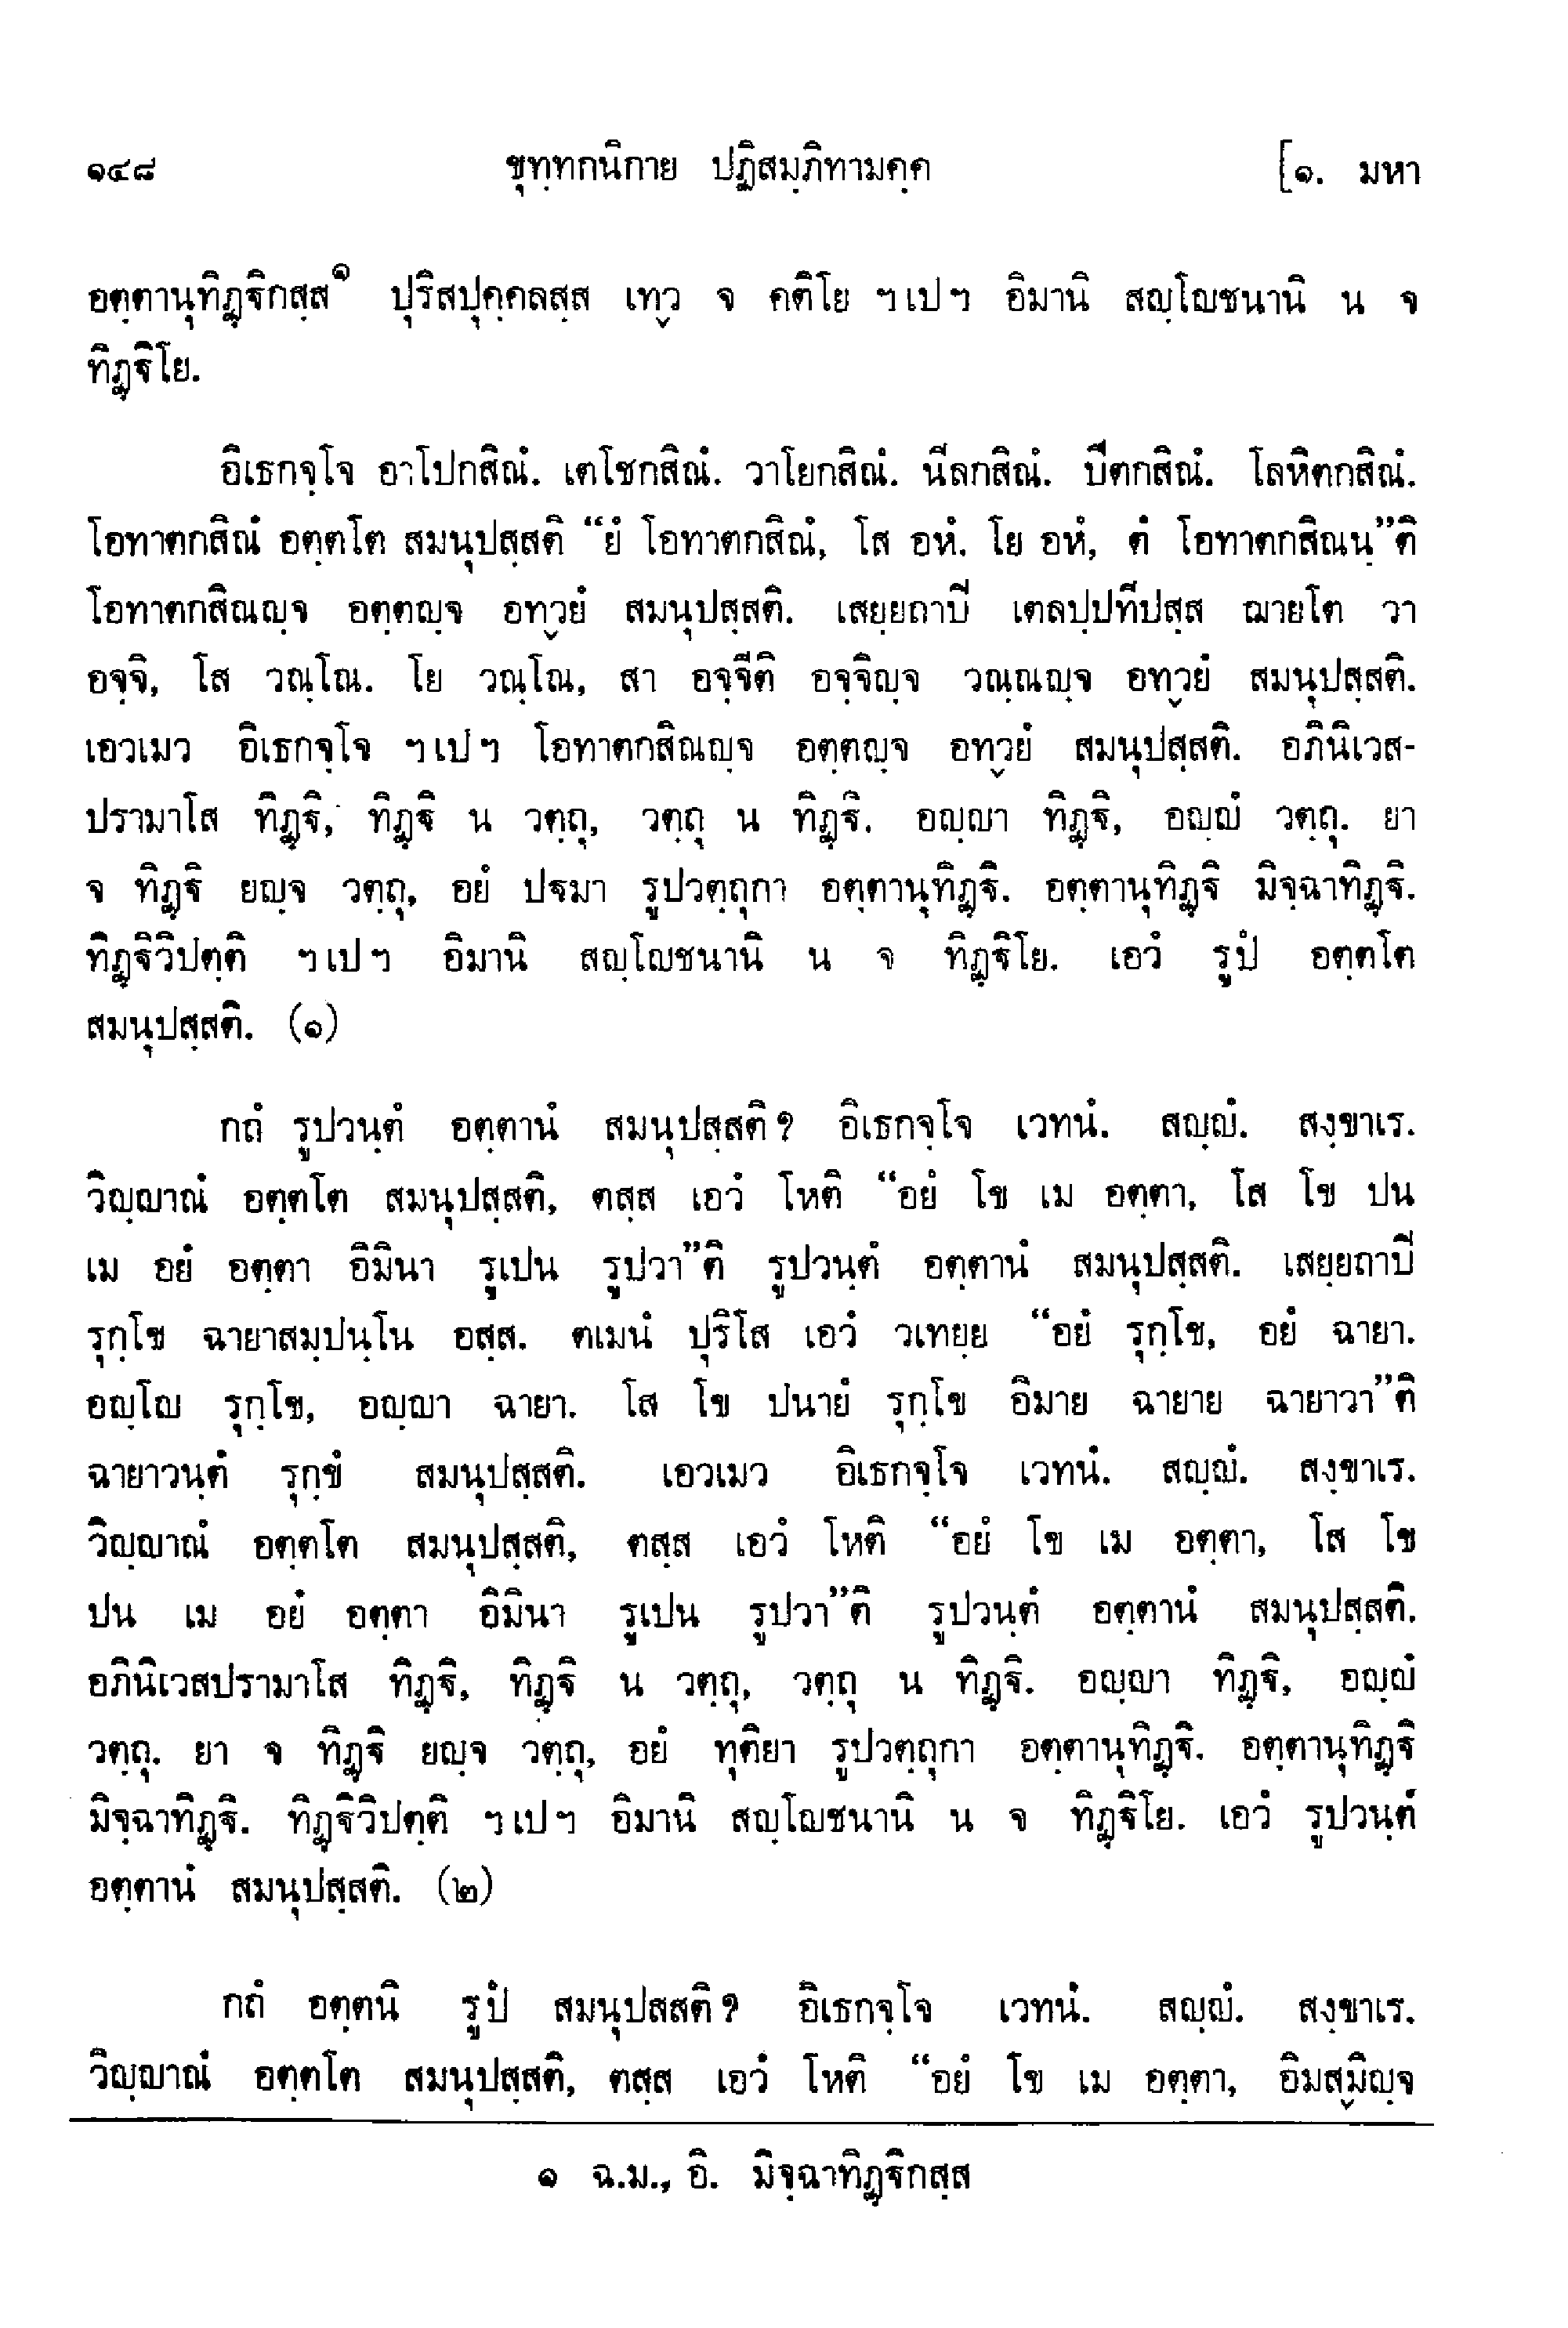 ๑๔๘ ขุทฺทกนิกาย ปฏิสมฺภิทามคฺค [๑. มหา
อตฺตานุทิฏฺฐิกสฺส๑ ปุริสปุคฺคลสฺส เทฺว จ คติโย ฯเปฯ อิมานิ สญฺโญชนานิ น จ
ทิฏฺฐิโย.
อิเธกจฺโจ อาโปกสิณํ. เตโชกสิณํ. วาโยกสิณํ. นีลกสิณํ. ปีตกสิณํ. โลหิตกสิณํ.
โอทาตกสิณํ อตฺตโต สมนุปสฺสติ “ยํ โอทาตกสิณํ, โส อหํ. โย อหํ, ตํ โอทาตกสิณนฺ”ติ
โอทาตกสิณญฺจ อตฺตญฺจ อทฺวยํ สมนุปสฺสติ. เสยฺยถาปิ เตลปฺปทีปสฺส ฌายโต วา
อจฺจิ, โส วณฺโณ. โย วณฺโณ, สา อจฺจีติ อจฺจิญฺจ วณฺณญฺจ อทฺวยํ สมนุปสฺสติ.
เอวเมว อิเธกจฺโจ ฯเปฯ โอทาตกสิณญฺจ อตฺตญฺจ อทฺวยํ สมนุปสฺสติ. อภินิเวส-
ปรามาโส ทิฏฺฐิ, ทิฏฺฐิ น วตฺถุ, วตฺถุ น ทิฏฺฐิ. อญฺญา ทิฏฺฐิ, อญฺญํ วตฺถุ. ยา
จ ทิฏฺฐิ ยญฺจ วตฺถุ, อยํ ปฐมา รูปวตฺถุกา อตฺตานุทิฏฺฐิ. อตฺตานุทิฏฺฐิ มิจฺฉาทิฏฺฐิ.
ทิฏฺฐิวิปตฺติ ฯเปฯ อิมานิ สญฺโญชนานิ น จ ทิฏฺฐิโย. เอวํ รูปํ อตฺตโต
สมนุปสฺสติ. (๑)
กถํ รูปวนฺตํ อตฺตานํ สมนุปสฺสติ? อิเธกจฺโจ เวทนํ. สญฺญํ. สงฺขาเร.
วิญฺญาณํ อตฺตโต สมนุปสฺสติ, ตสฺส เอวํ โหติ “อยํ โข เม อตฺตา, โส โข ปน
เม อยํ อตฺตา อิมินา รูเปน รูปวา”ติ รูปวนฺตํ อตฺตานํ สมนุปสฺสติ. เสยฺยถาปิ
รุกฺโข ฉายาสมฺปนฺโน อสฺส. ตเมนํ ปุริโส เอวํ วเทยฺย “อยํ รุกฺโข, อยํ ฉายา.
อญฺโญ รุกฺโข, อญฺญา ฉายา. โส โข ปนายํ รุกฺโข อิมาย ฉายาย ฉายาวา”ติ
ฉายาวนฺตํ รุกฺขํ สมนุปสฺสติ. เอวเมว อิเธกจฺโจ เวทนํ. สญฺญํ. สงฺขาเร.
วิญฺญาณํ อตฺตโต สมนุปสฺสติ, ตสฺส เอวํ โหติ “อยํ โข เม อตฺตา, โส โข
ปน เม อยํ อตฺตา อิมินา รูเปน รูปวา”ติ รูปวนฺตํ อตฺตานํ สมนุปสฺสติ.
อภินิเวสปรามาโส ทิฏฺฐิ, ทิฏฺฐิ น วตฺถุ, วตฺถุ น ทิฏฺฐิ. อญฺญา ทิฏฺฐิ, อญฺญํ
วตฺถุ. ยา จ ทิฏฺฐิ ยญฺจ วตฺถุ, อยํ ทุติยา รูปวตฺถุกา อตฺตานุทิฏฺฐิ. อตฺตานุทิฏฺฐิ
มิจฺฉาทิฏฺฐิ. ทิฏฺฐิวิปตฺติ ฯเปฯ อิมานิ สญฺโญชนานิ น จ ทิฏฺฐิโย. เอวํ รูปวนฺตํ
อตฺตานํ สมนุปสฺสติ. (๒)
กถํ อตฺตนิ รูปํ สมนุปสสติ? อิเธกจฺโจ เวทนํ. สญฺญํ. สงฺขาเร.
วิญฺญาณํ อตฺตโต สมนุปสฺสติ, ตสฺส เอวํ โหติ “อยํ โข เม อตฺตา, อิมสฺมิญฺจ
๑ ฉ.ม., อิ. มิจฺฉาทิฏฺฐิกสฺส